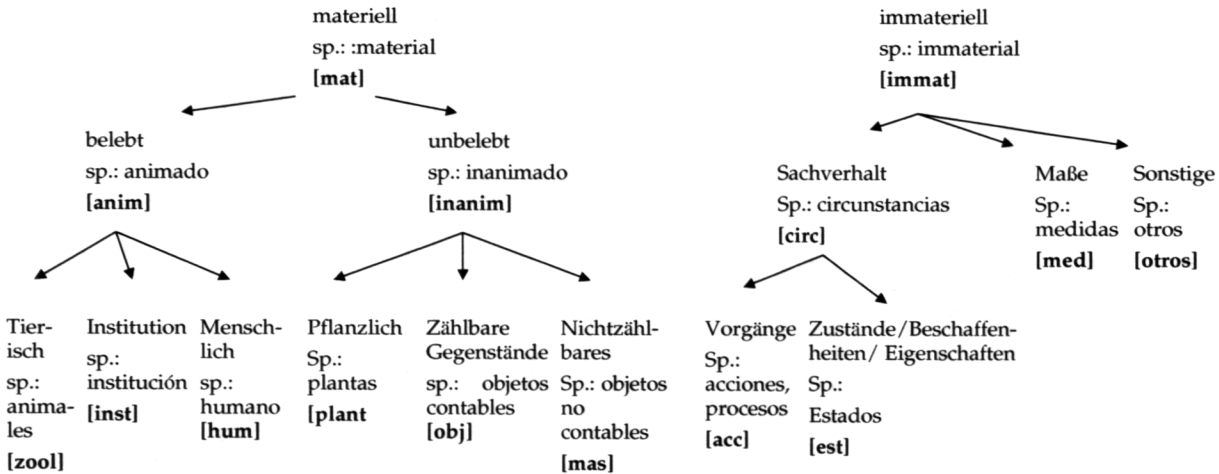 materiell
sp.: :material
[mat]
immateriell
sp.: immaterial
[immat]
belebt
sp.: animado
[anim]
unbelebt
sp.: inanimado
[inanim]
Sachverhalt
Sp.: circunstancias
[circ]
Maße
Sp.:
medidas
[med]
Sonstige
Sp.:
otros
[otros]
Tier-
isch
sp.:
anima-
les
[zool]
Institution
sp.:
institución
[inst]
Mensch-
lich
sp.:
humano
[hum]
Pflanzlich
Sp.:
plantas
[plant
Zählbare
Gegenstände
sp.: objetos
contables
[obj]
Nichtzähl-
bares
Sp.: objetos
no
contables
[mas]
Vorgänge
Sp.:
acciones,
procesos
[acc]
Zustände/Beschaffen-
heiten/ Eigenschaften
Sp.:
Estados
[est]